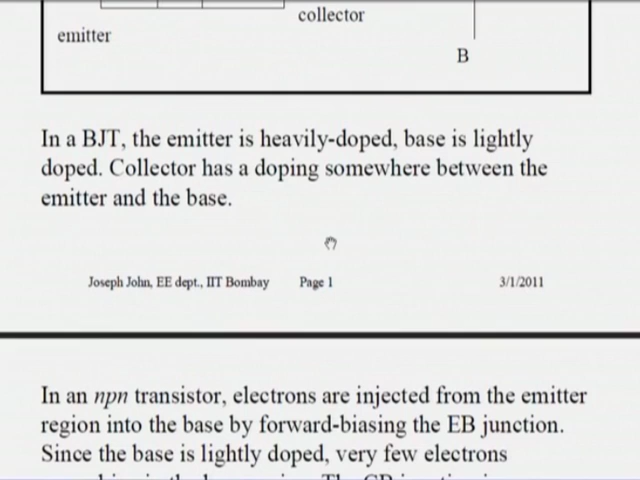 collector
emitter
B
In a BJT, the emitter is heavily-doped, base is lightly
doped. Collector has a doping somewhere between the
emitter and the base.
Joseph John, EE dept., IIT Bombay Page 1 3/1/2011
In an npn transistor, electrons are injected from the emitter
region into the base by forward-biasing the EB junction.
Since the base is lightly doped, very few electrons